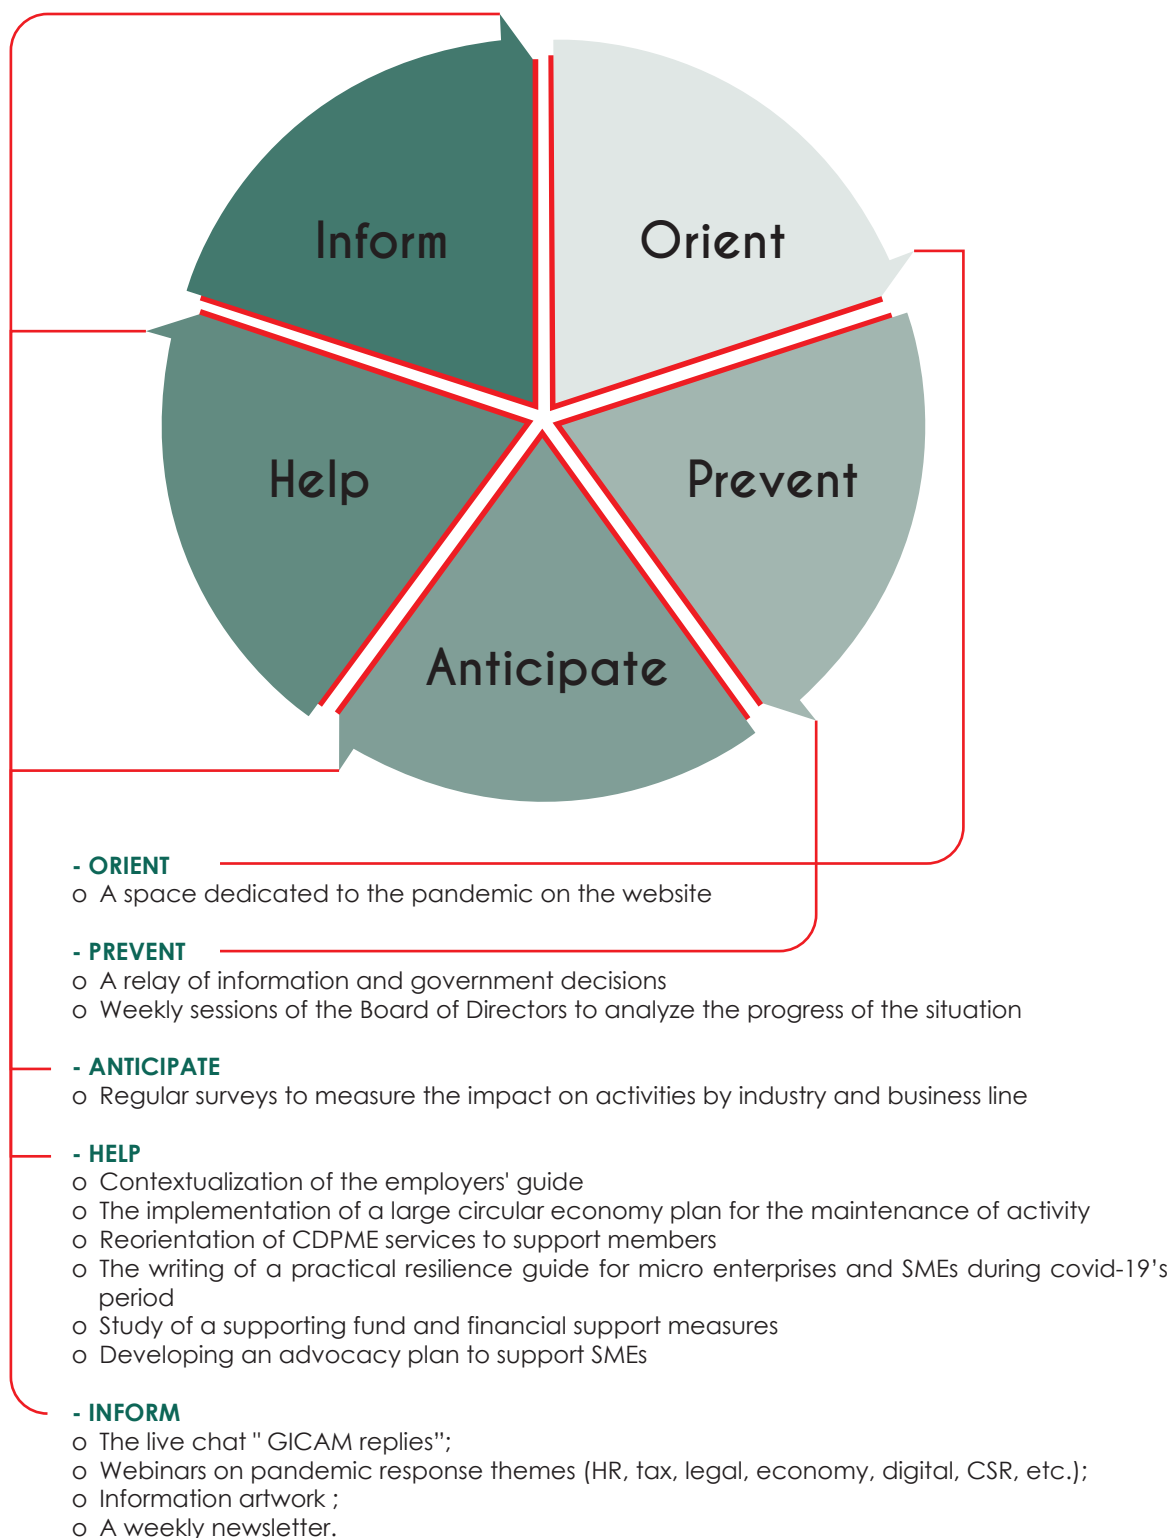 Inform
Orient
Help
Prevent
Anticipate
- ORIENT
o A space dedicated to the pandemic on the website
- PREVENT
o A relay of information and government decisions
o Weekly sessions of the Board of Directors to analyze the progress of the situation
- ANTICIPATE
o Regular surveys to measure the impact on activities by industry and business line
- HELP
o Contextualization of the employers' guide
o The implementation of a large circular economy plan for the maintenance of activity
o Reorientation of CDPME services to support members
o The writing of a practical resilience guide for micro enterprises and SMEs during covid-19’s
period
o Study of a supporting fund and financial support measures
o Developing an advocacy plan to support SMEs
- INFORM
o The live chat " GICAM replies”;
o Webinars on pandemic response themes (HR, tax, legal, economy, digital, CSR, etc.);
o Information artwork ;
o A weekly newsletter.